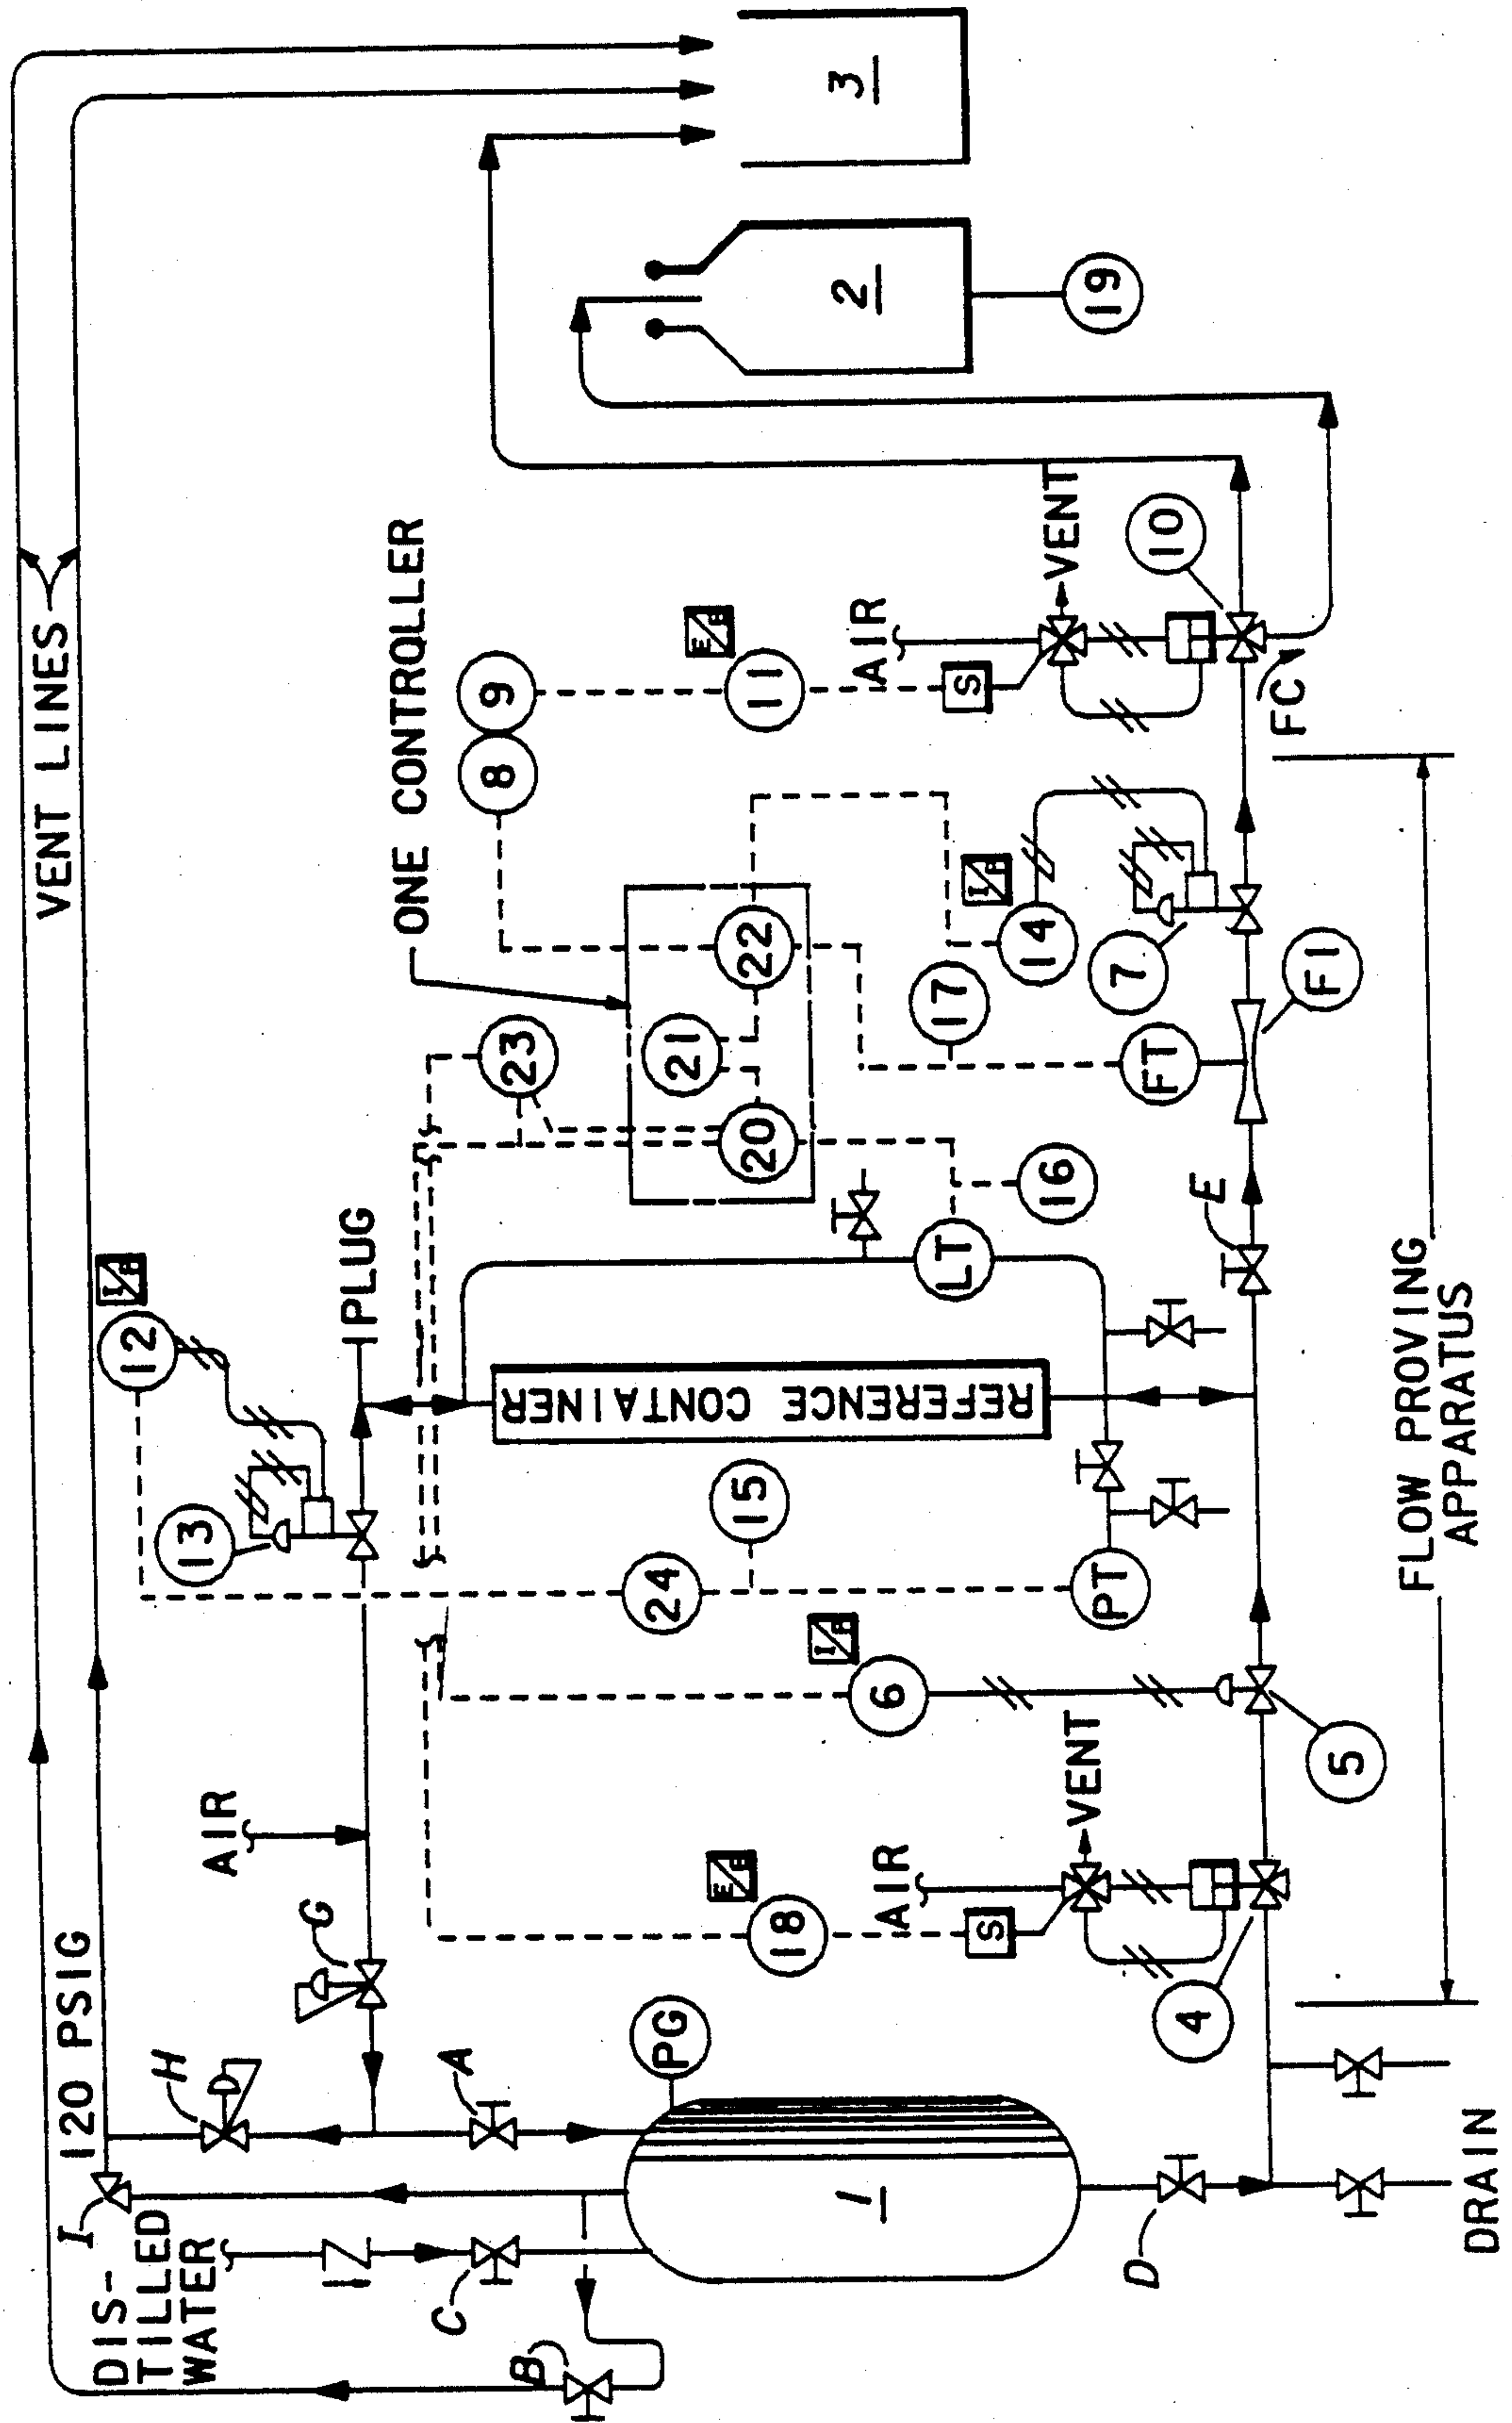 VENT LINES
120 PSIG
H
I
DIS-
TILLED
WATER
C
B
A
G
AIR
PG
1
D
DRAIN
4
18
E/E
S
AIR
VENT
5
6
I/P
13
12
I/P
PLUG
24
15
PT
REFERENCE CONTAINER
LT
16
E
23
ONE CONTROLLER
20
21
22
17
FT
F1
7
14
I/P
8
9
11
E/E
S
AIR
VENT
10
FC
2
19
3
FLOW PROVING
APPARATUS